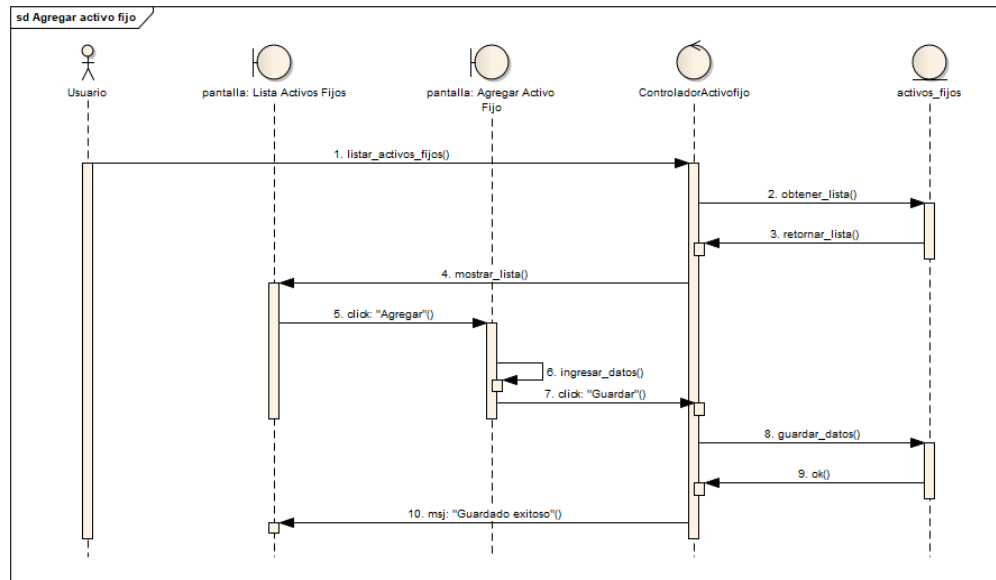 sd Agregar activo fijo
Usuario
pantalla: Lista Activos Fijos
pantalla: Agregar Activo
Fijo
ControladorActivofijo
activos_fijos
1. listar_activos_fijos()
2. obtener_lista()
3. retornar_lista()
4. mostrar_lista()
5. click: "Agregar"()
6. ingresar_datos()
7. click: "Guardar"()
8. guardar_datos()
9. ok()
10. msj: "Guardado exitoso"()